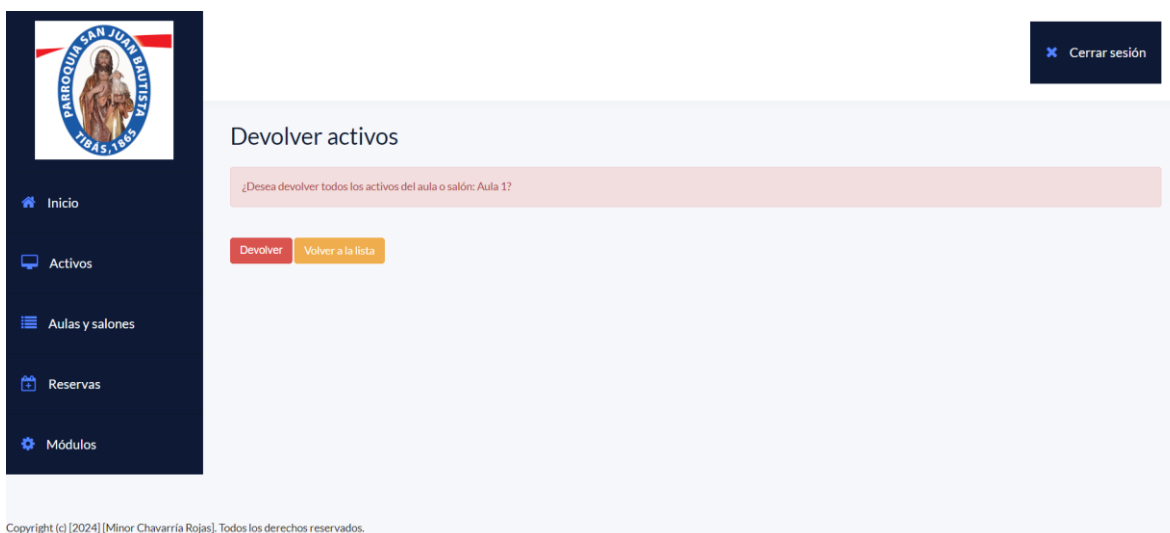 PARROQUIA SAN JUAN BAUTISTA
TIBÁS, 1865
Cerrar sesión
Devolver activos
¿Desea devolver todos los activos del aula o salón: Aula 1?
Devolver
Volver a la lista
Inicio
Activos
Aulas y salones
Reservas
Módulos
Copyright (c) [2024] [Minor Chavarría Rojas]. Todos los derechos reservados.